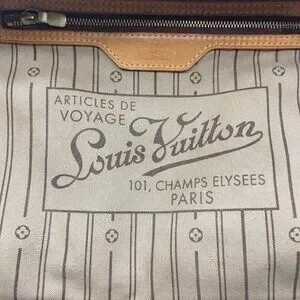 ARTICLES DE
VOYAGE
Louis Vuitton
101, CHAMPS ELYSEES
PARIS